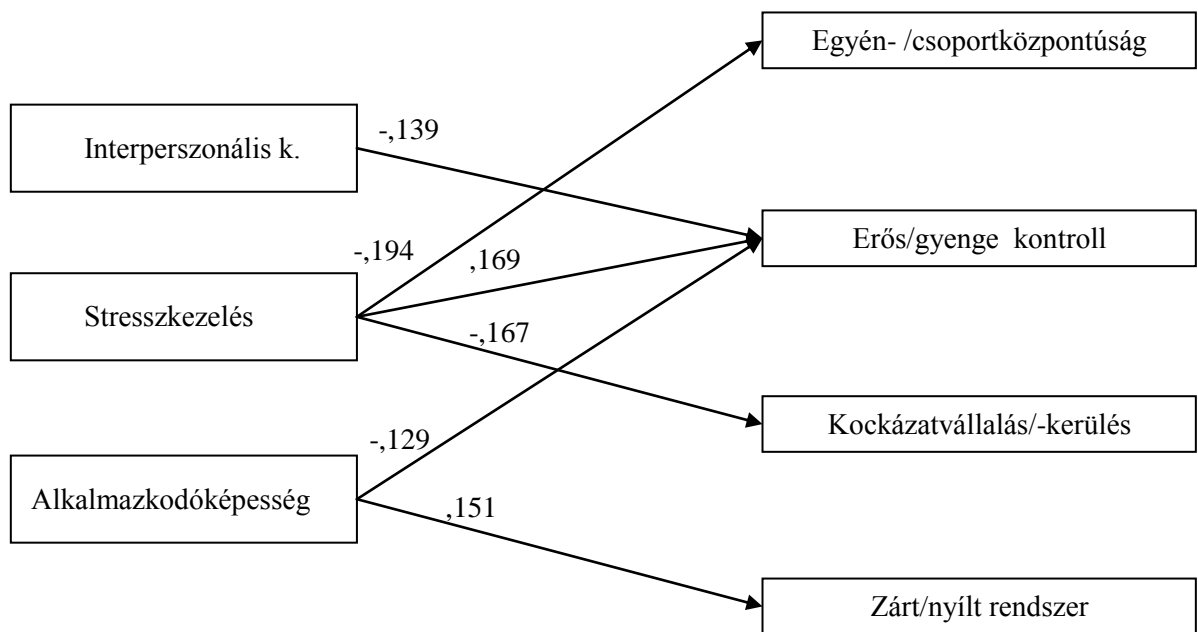 Egyén- /csoportközpontúság
-,139
Interperszonális k.
Erős/gyenge kontroll
-,194
,169
Stresszkezelés
-,167
Kockázatvállalás/-kerülés
-,129
Alkalmazkodóképesség
,151
Zárt/nyílt rendszer